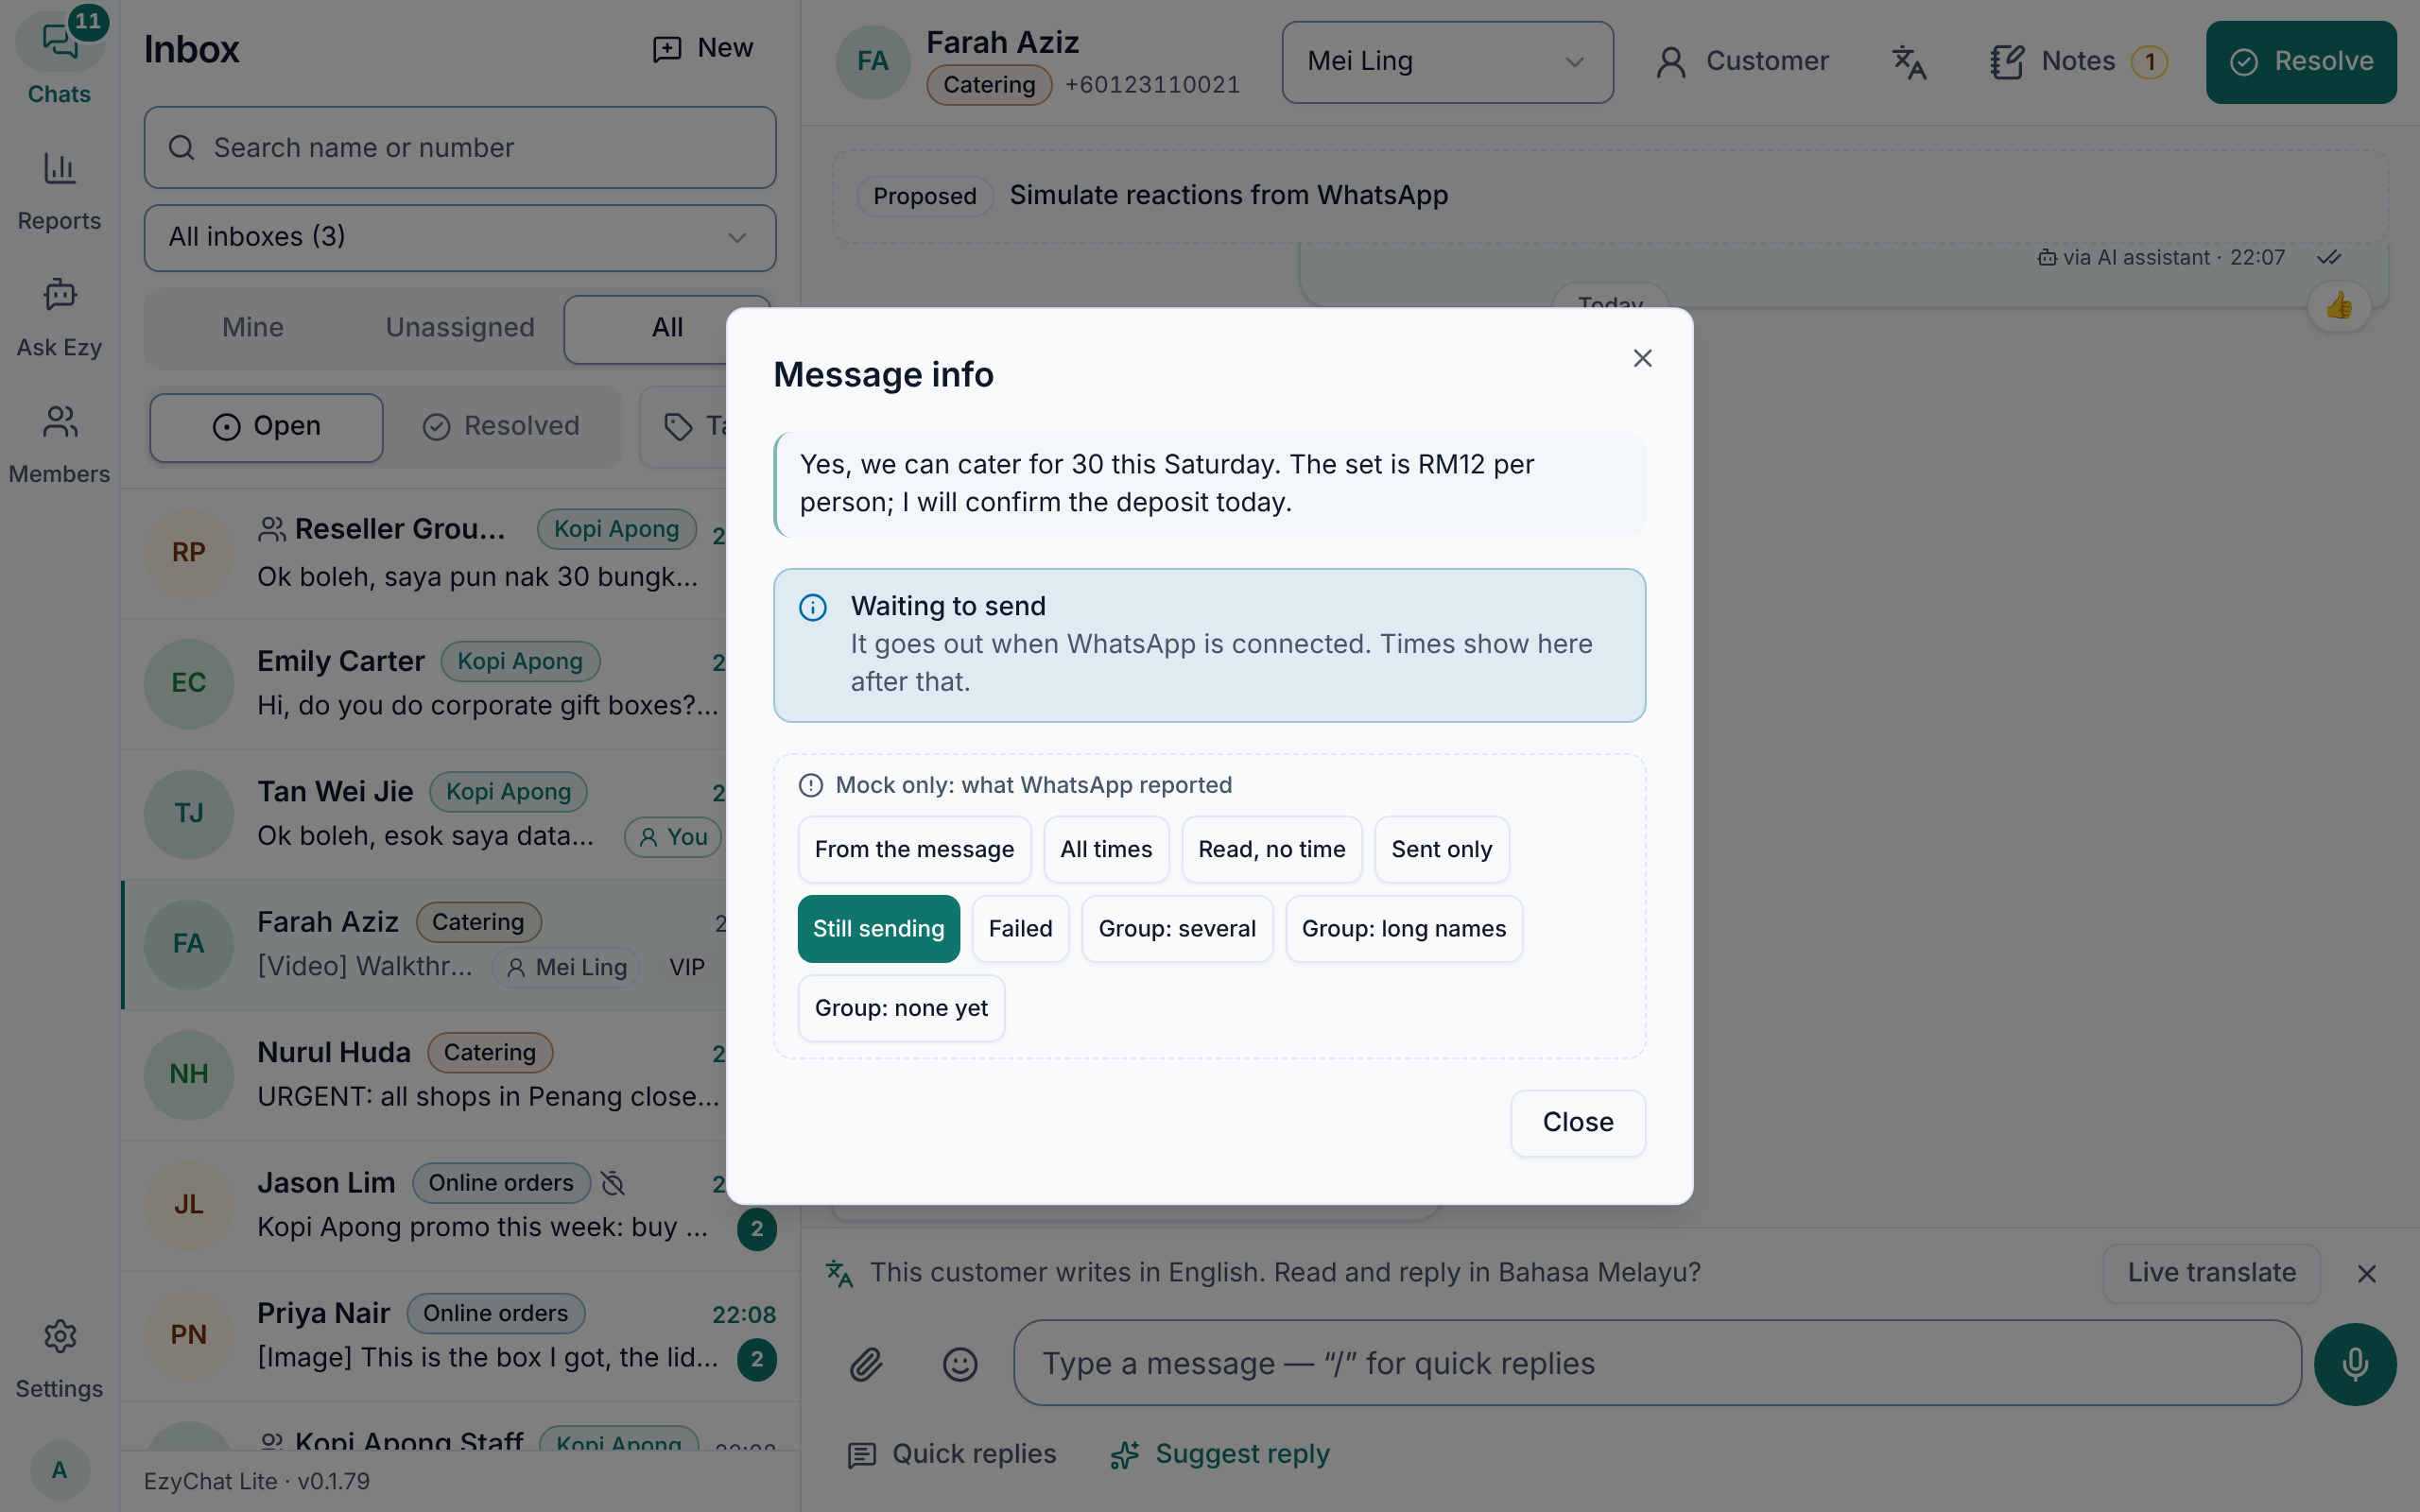 11
Chats
Reports
Ask Ezy
Members
Settings
A
Inbox
New
Search name or number
All inboxes (3)
Mine
Unassigned
All
Open
Resolved
RP
Reseller Grou...
Kopi Apong
Ok boleh, saya pun nak 30 bungk...
EC
Emily Carter
Kopi Apong
Hi, do you do corporate gift boxes?...
TJ
Tan Wei Jie
Kopi Apong
Ok boleh, esok saya data...
You
FA
Farah Aziz
Catering
[Video] Walkthr...
Mei Ling
VIP
NH
Nurul Huda
Catering
URGENT: all shops in Penang close...
JL
Jason Lim
Online orders
Kopi Apong promo this week: buy ...
2
PN
Priya Nair
Online orders
22:08
[Image] This is the box I got, the lid...
2
Kopi Apong Staff
Kopi Apong
22:08
EzyChat Lite · v0.1.79
FA
Farah Aziz
Catering
+60123110021
Mei Ling
Customer
Notes
1
Resolve
Proposed
Simulate reactions from WhatsApp
via AI assistant · 22:07
Today
Message info
Yes, we can cater for 30 this Saturday. The set is RM12 per
person; I will confirm the deposit today.
Waiting to send
It goes out when WhatsApp is connected. Times show here
after that.
Mock only: what WhatsApp reported
From the message
All times
Read, no time
Sent only
Still sending
Failed
Group: several
Group: long names
Group: none yet
Close
This customer writes in English. Read and reply in Bahasa Melayu?
Live translate
Type a message — “/” for quick replies
Quick replies
Suggest reply